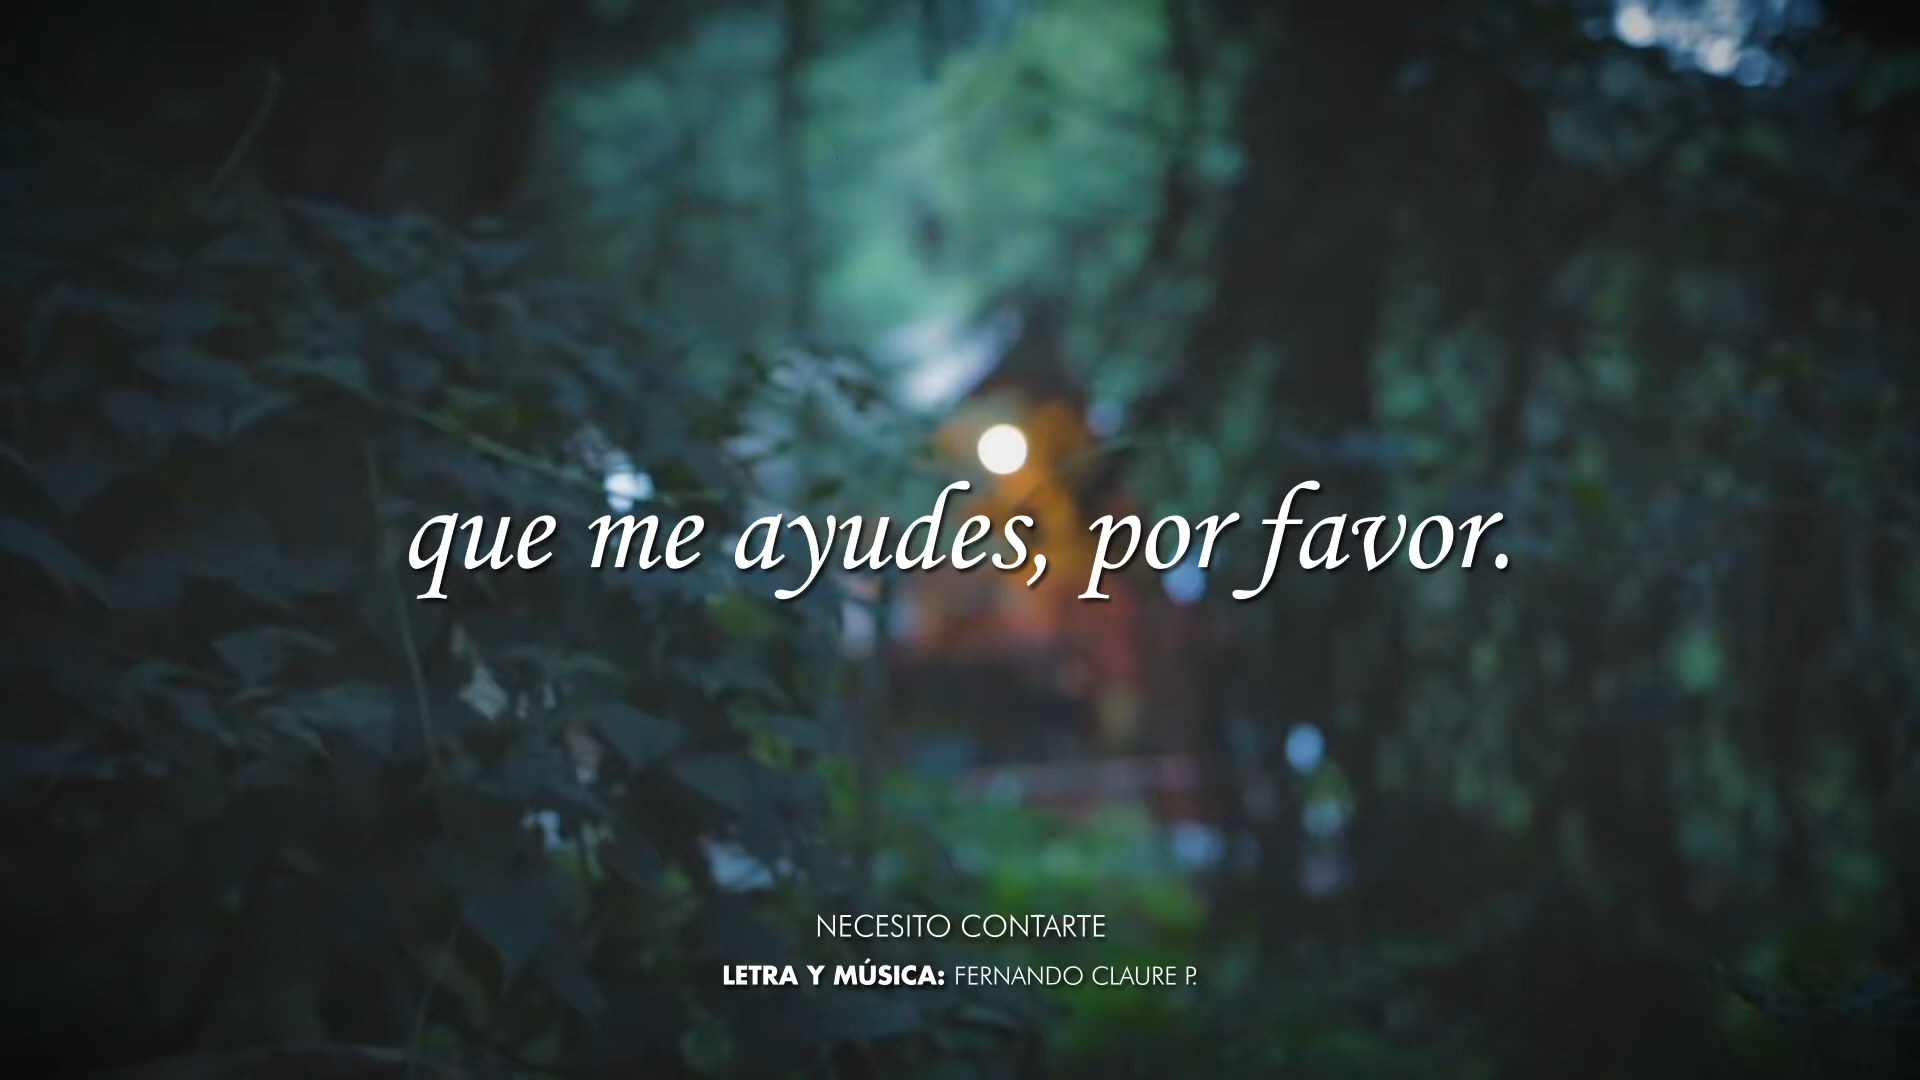 que me ayudes, por favor.
NECESITO CONTARTE
LETRA Y MÚSICA: FERNANDO CLAURE P.